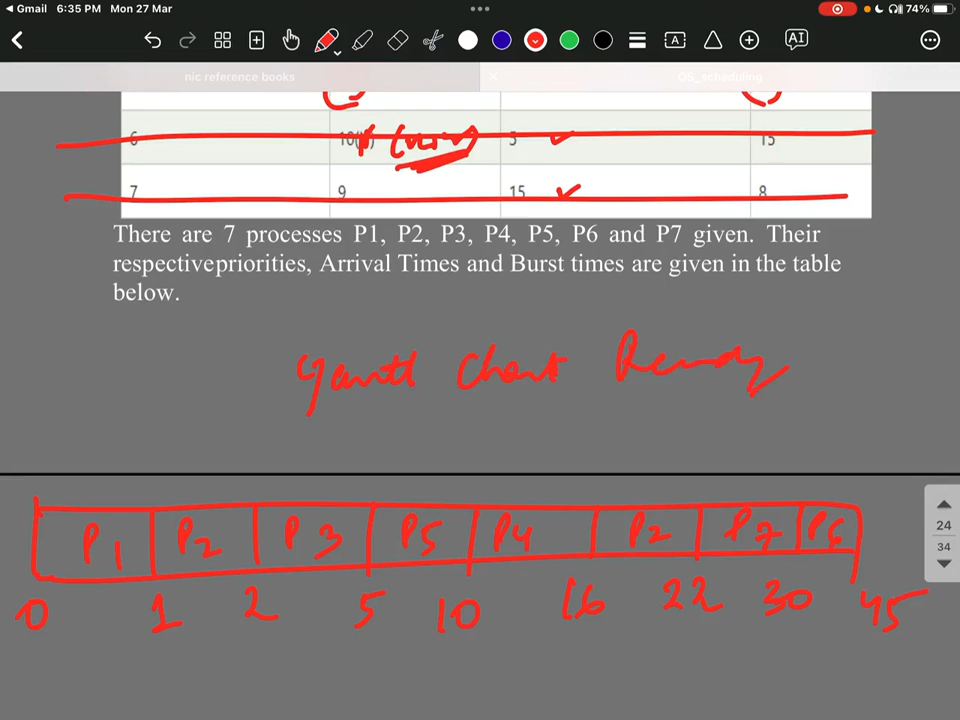 Gmail 6:35 PM Mon 27 Mar 74%
nic reference books OS_scheduling
6 10(L) 5 15
7 9 15 8
There are 7 processes P1, P2, P3, P4, P5, P6 and P7 given. Their
respectivepriorities, Arrival Times and Burst times are given in the table
below.
Gantt Chart Ready
P1 P2 P3 P5 P4 P2 P7 P6
0 1 2 5 10 16 22 30 45
24
34
AI
A